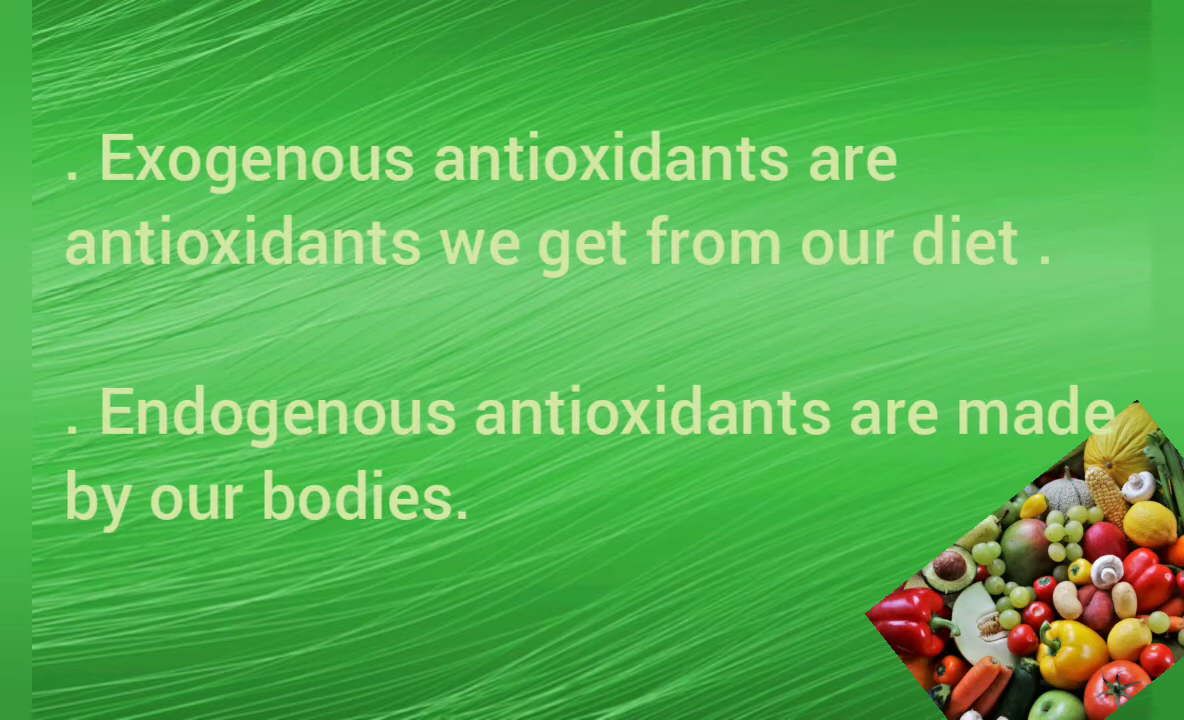 . Exogenous antioxidants are
antioxidants we get from our diet .
. Endogenous antioxidants are made
by our bodies.